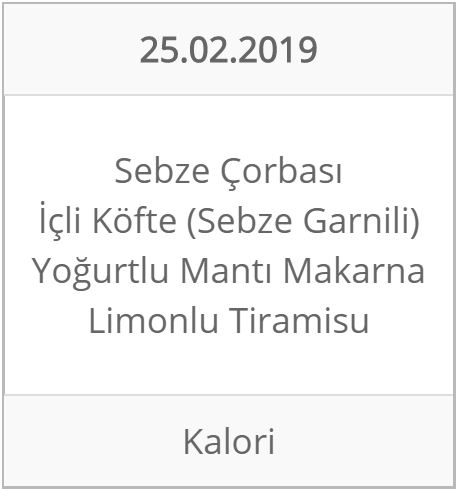 25.02.2019
Sebze Çorbası
İçli Köfte (Sebze Garnili)
Yoğurtlu Mantı Makarna
Limonlu Tiramisu
Kalori